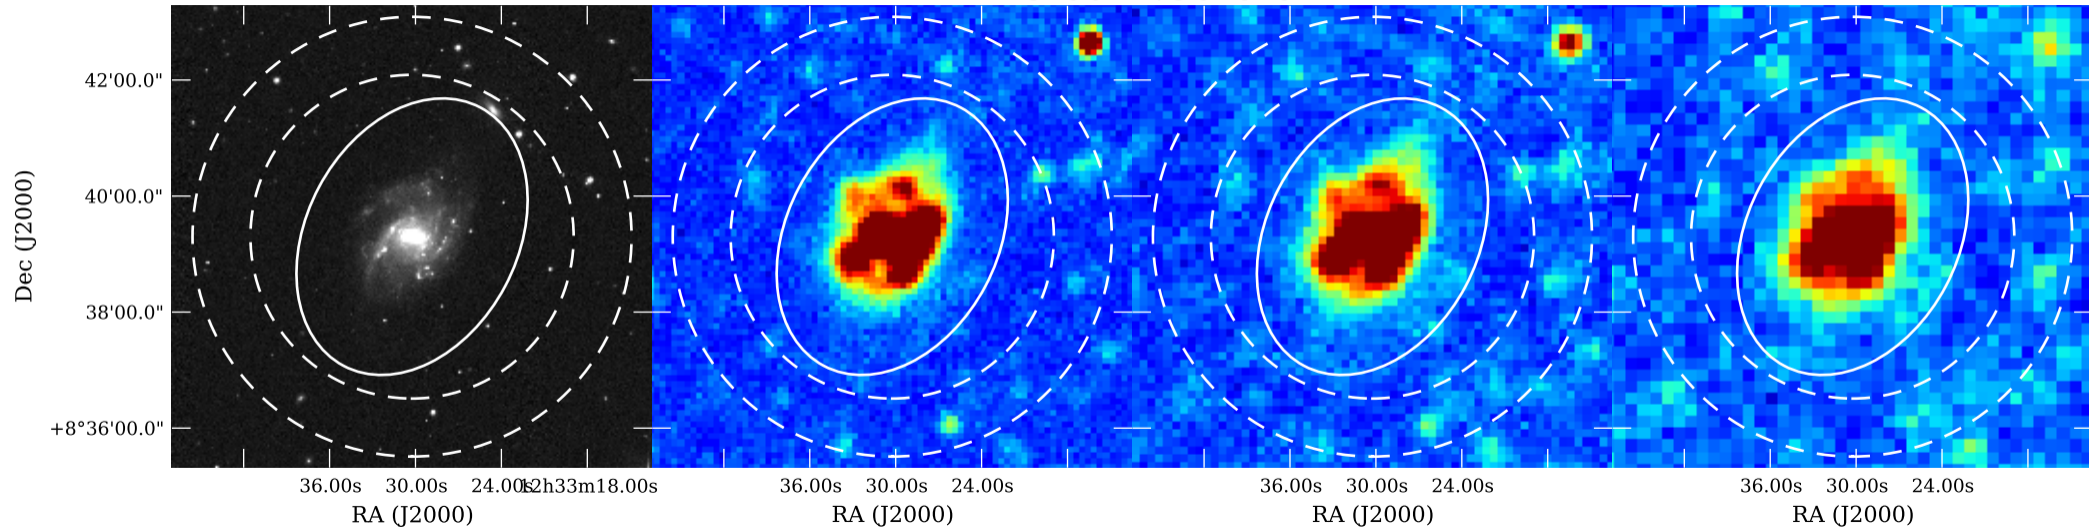 Dec (J2000)
42'00.0"
40'00.0"
38'00.0"
+8°36'00.0"
36.00s 30.00s 24.00s 12h33m18.00s 36.00s 30.00s 24.00s 36.00s 30.00s 24.00s 36.00s 30.00s 24.00s
RA (J2000) RA (J2000) RA (J2000) RA (J2000)